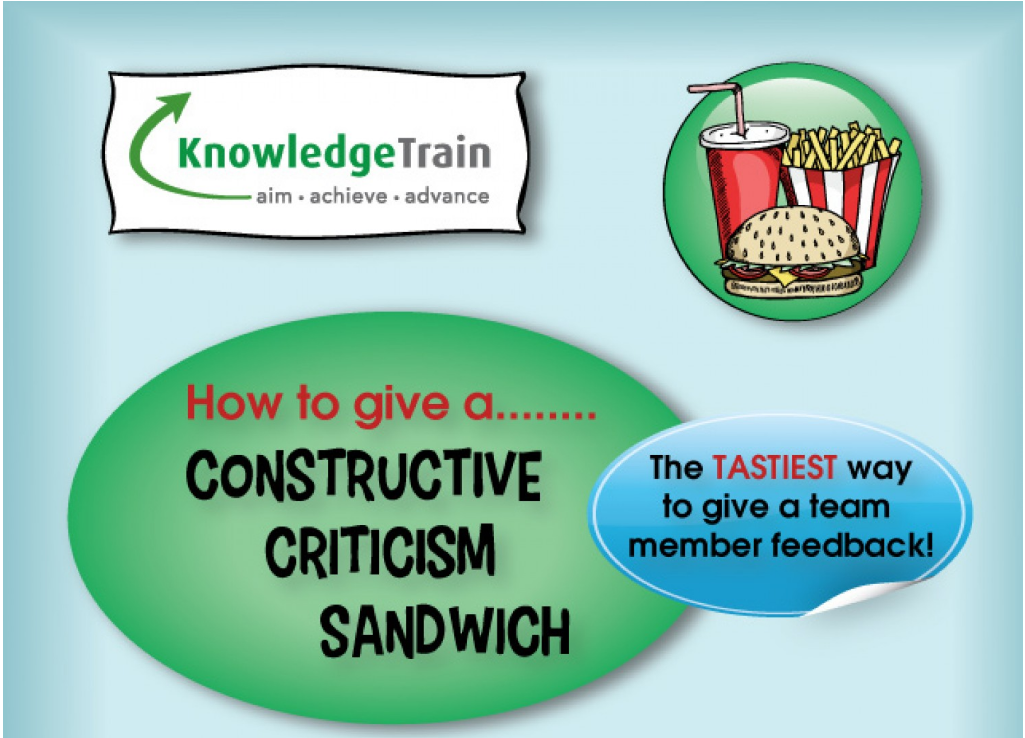 KnowledgeTrain
aim · achieve · advance
How to give a........
CONSTRUCTIVE
CRITICISM
SANDWICH
The TASTIEST way
to give a team
member feedback!